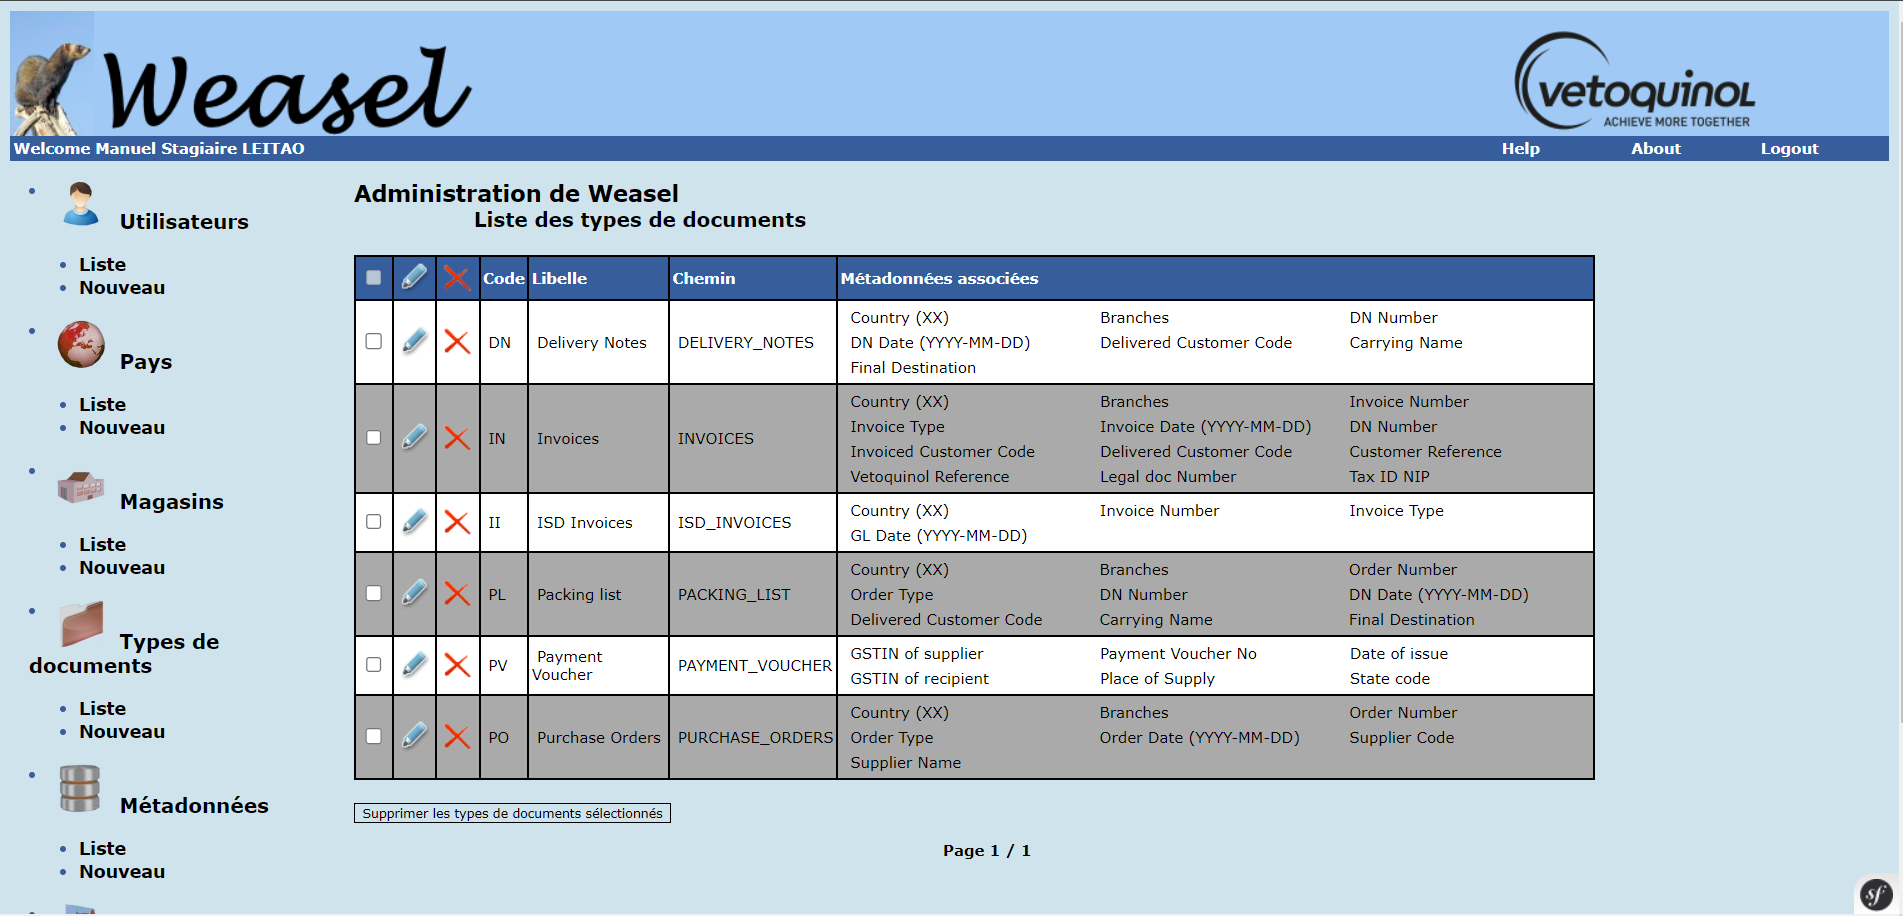 Weasel
vetoquinol
ACHIEVE MORE TOGETHER
Welcome Manuel Stagiaire LEITAO
Help
About
Logout
Utilisateurs
Liste
Nouveau
Pays
Liste
Nouveau
Magasins
Liste
Nouveau
Types de
documents
Liste
Nouveau
Métadonnées
Liste
Nouveau
Administration de Weasel
Liste des types de documents
Code Libelle Chemin Métadonnées associées
DN Delivery Notes DELIVERY_NOTES
Country (XX) Branches DN Number
DN Date (YYYY-MM-DD) Delivered Customer Code Carrying Name
Final Destination
IN Invoices INVOICES
Country (XX) Branches Invoice Number
Invoice Type Invoice Date (YYYY-MM-DD) DN Number
Invoiced Customer Code Delivered Customer Code Customer Reference
Vetoquinol Reference Legal doc Number Tax ID NIP
II ISD Invoices ISD_INVOICES
Country (XX) Invoice Number Invoice Type
GL Date (YYYY-MM-DD)
PL Packing list PACKING_LIST
Country (XX) Branches Order Number
Order Type DN Number DN Date (YYYY-MM-DD)
Delivered Customer Code Carrying Name Final Destination
PV Payment Voucher PAYMENT_VOUCHER
GSTIN of supplier Payment Voucher No Date of issue
GSTIN of recipient Place of Supply State code
PO Purchase Orders PURCHASE_ORDERS
Country (XX) Branches Order Number
Order Type Order Date (YYYY-MM-DD) Supplier Code
Supplier Name
Supprimer les types de documents sélectionnés
Page 1 / 1
sf